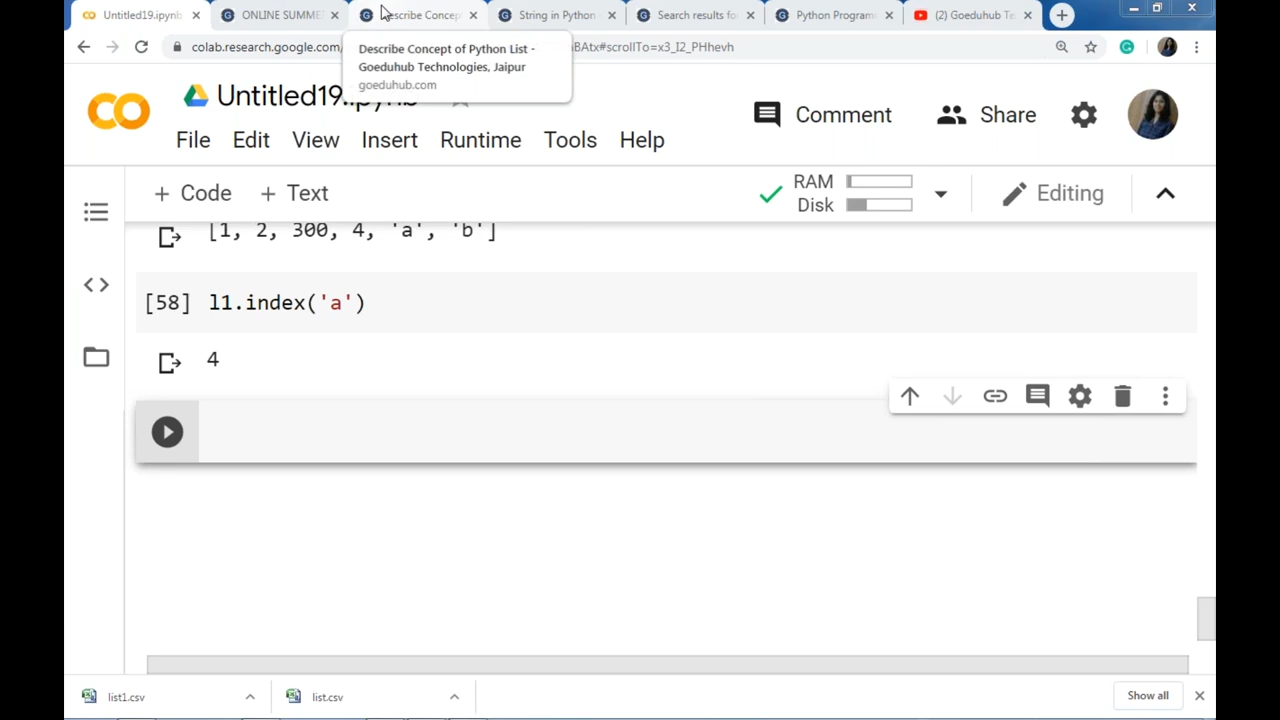 Untitled19.ipynb
ONLINE SUMME
Describe Concep
String in Python
Search results fo
Python Program
(2) Goeduhub Te
colab.research.google.com/
BAtx#scrollTo=x3_I2_PHhevh
Describe Concept of Python List -
Goeduhub Technologies, Jaipur
goeduhub.com
Untitled19.ipynb
Comment
Share
File Edit View Insert Runtime Tools Help
+ Code + Text
RAM
Disk
Editing
[1, 2, 300, 4, 'a', 'b']
[58] l1.index('a')
4
list1.csv
list.csv
Show all